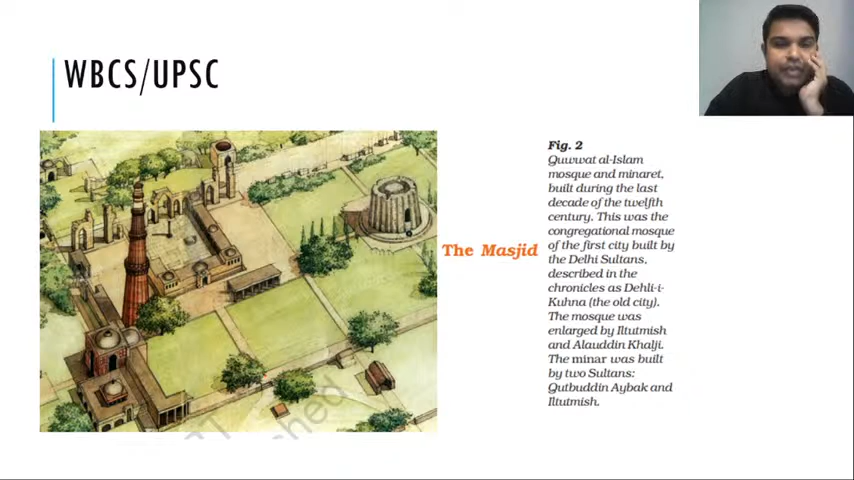 WBCS/UPSC
The Masjid
Fig. 2
Quwwat al-Islam
mosque and minaret,
built during the last
decade of the twelfth
century. This was the
congregational mosque
of the first city built by
the Delhi Sultans,
described in the
chronicles as Dehli-i-
Kuhna (the old city).
The mosque was
enlarged by Iltutmish
and Alauddin Khalji.
The minar was built
by two Sultans:
Qutbuddin Aybak and
Iltutmish.